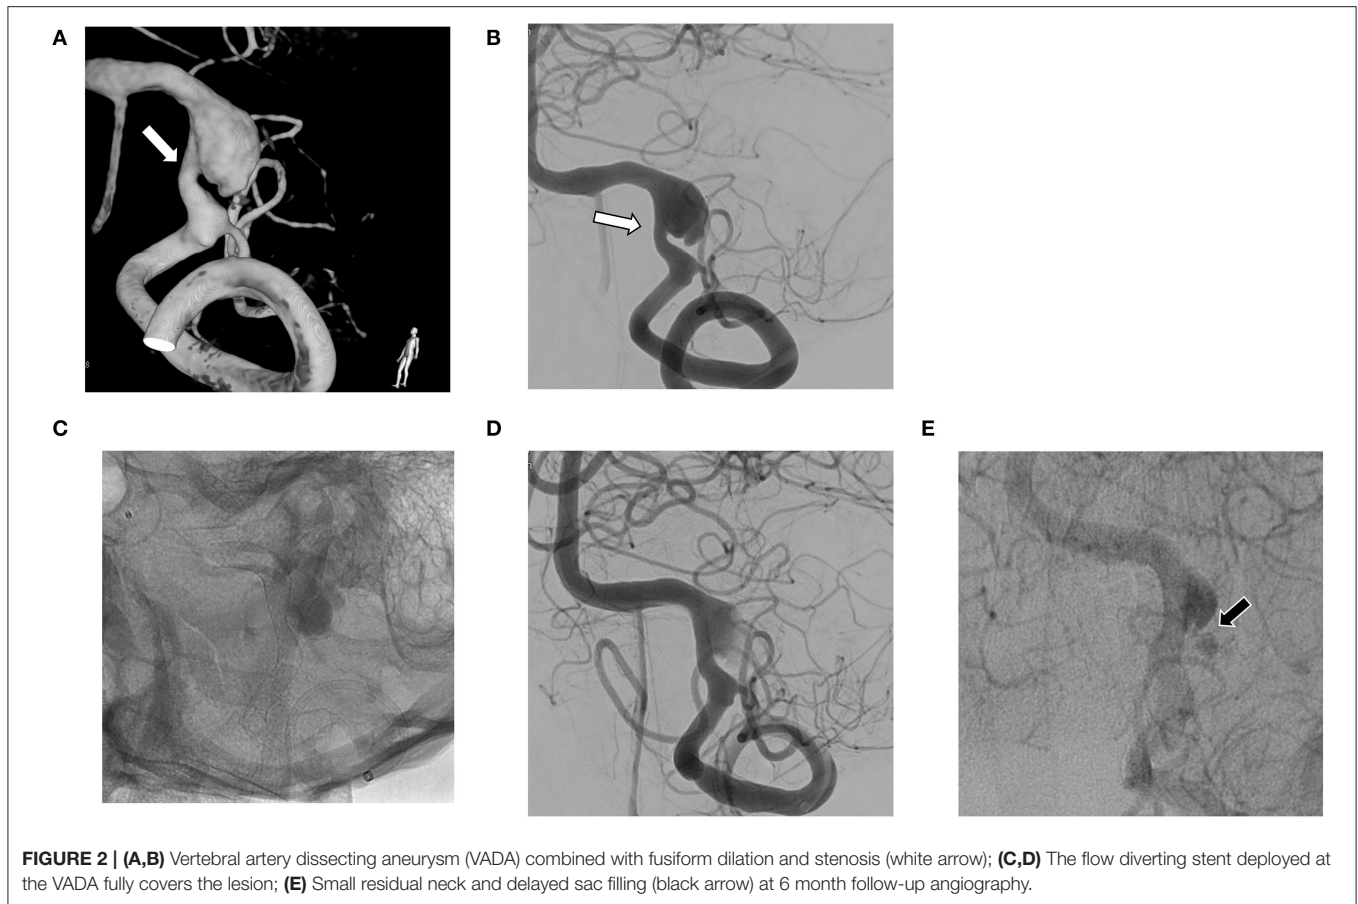 A
B
C
D
E
FIGURE 2 | (A,B) Vertebral artery dissecting aneurysm (VADA) combined with fusiform dilation and stenosis (white arrow); (C,D) The flow diverting stent deployed at
the VADA fully covers the lesion; (E) Small residual neck and delayed sac filling (black arrow) at 6 month follow-up angiography.